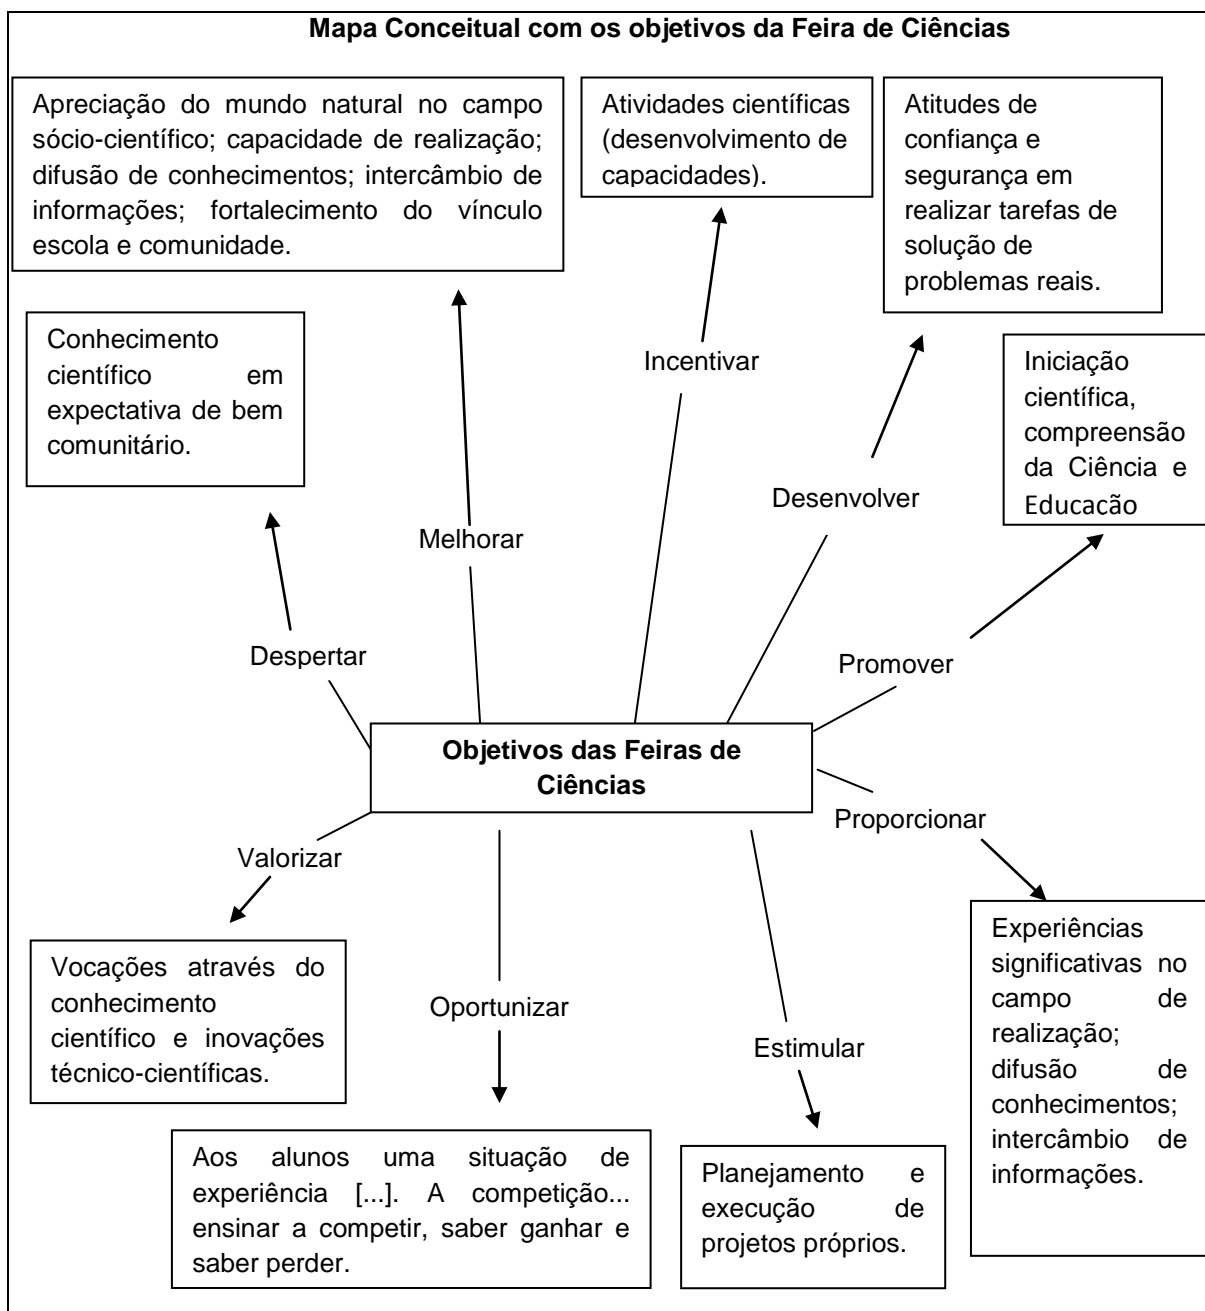 Mapa Conceitual com os objetivos da Feira de Ciências
Apreciação do mundo natural no campo
sócio-científico; capacidade de realização;
difusão de conhecimentos; intercâmbio de
informações; fortalecimento do vínculo
escola e comunidade.
Atividades científicas
(desenvolvimento de
capacidades).
Atitudes de
confiança e
segurança em
realizar tarefas de
solução de
problemas reais.
Conhecimento
científico em
expectativa de bem
comunitário.
Incentivar
Iniciação
científica,
compreensão
da Ciência e
Educacão
Desenvolver
Melhorar
Despertar
Promover
Objetivos das Feiras de
Ciências
Proporcionar
Valorizar
Vocações através do
conhecimento
científico e inovações
técnico-científicas.
Oportunizar
Estimular
Experiências
significativas no
campo de
realização;
difusão de
conhecimentos;
intercâmbio de
informações.
Aos alunos uma situação de
experiência [...]. A competição...
ensinar a competir, saber ganhar e
saber perder.
Planejamento e
execução de
projetos próprios.